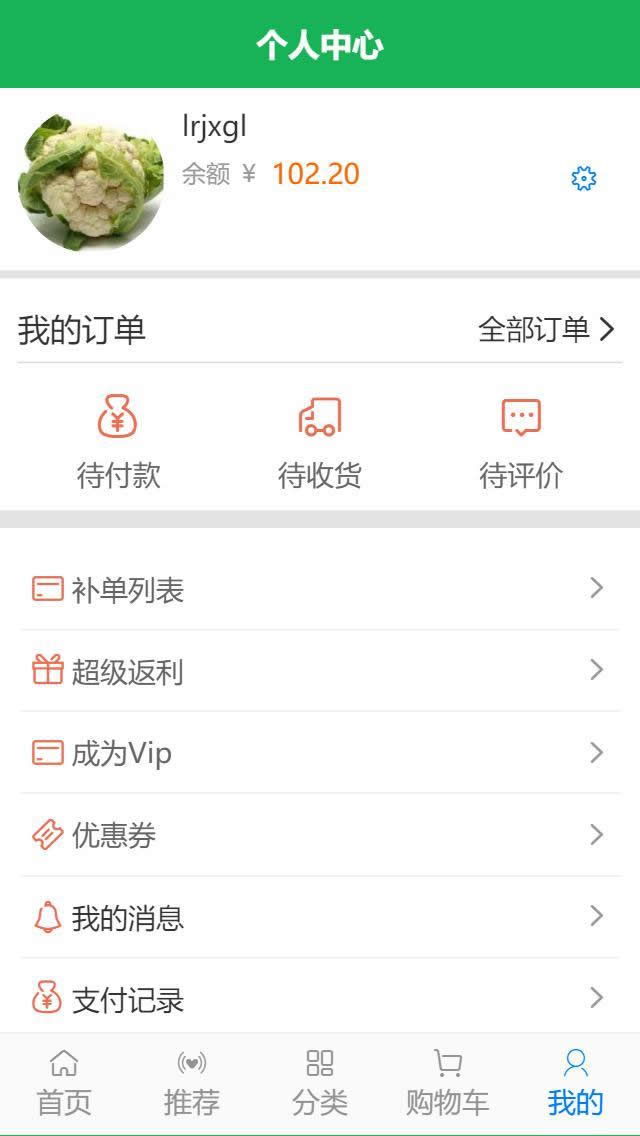 个人中心
lrjxgl
余额 ¥ 102.20
我的订单 全部订单
待付款 待收货 待评价
补单列表
超级返利
成为Vip
优惠券
我的消息
支付记录
首页 推荐 分类 购物车 我的